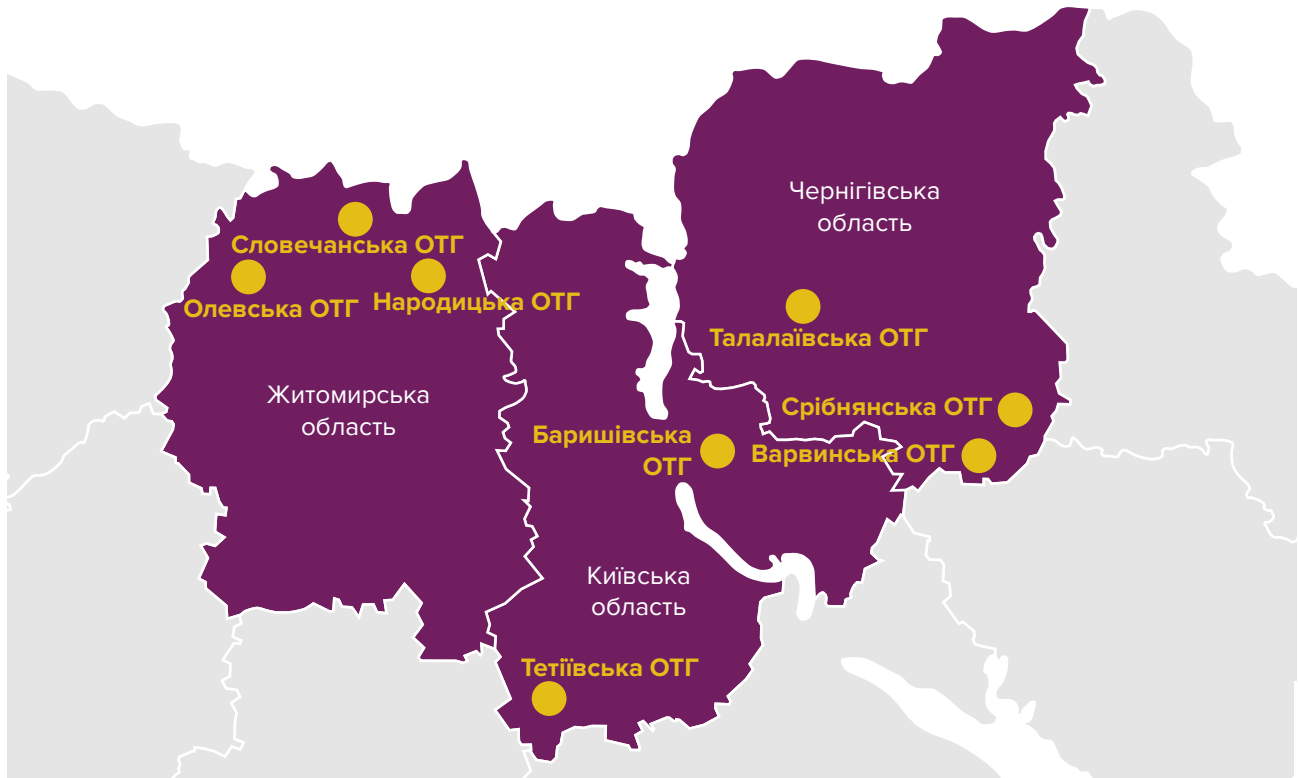 Чернігівська
область
Словечанська ОТГ
Олевська ОТГ
Народицька ОТГ
Талалаївська ОТГ
Житомирська
область
Срібнянська ОТГ
Баришівська
ОТГ
Варвинська ОТГ
Київська
область
Тетіївська ОТГ